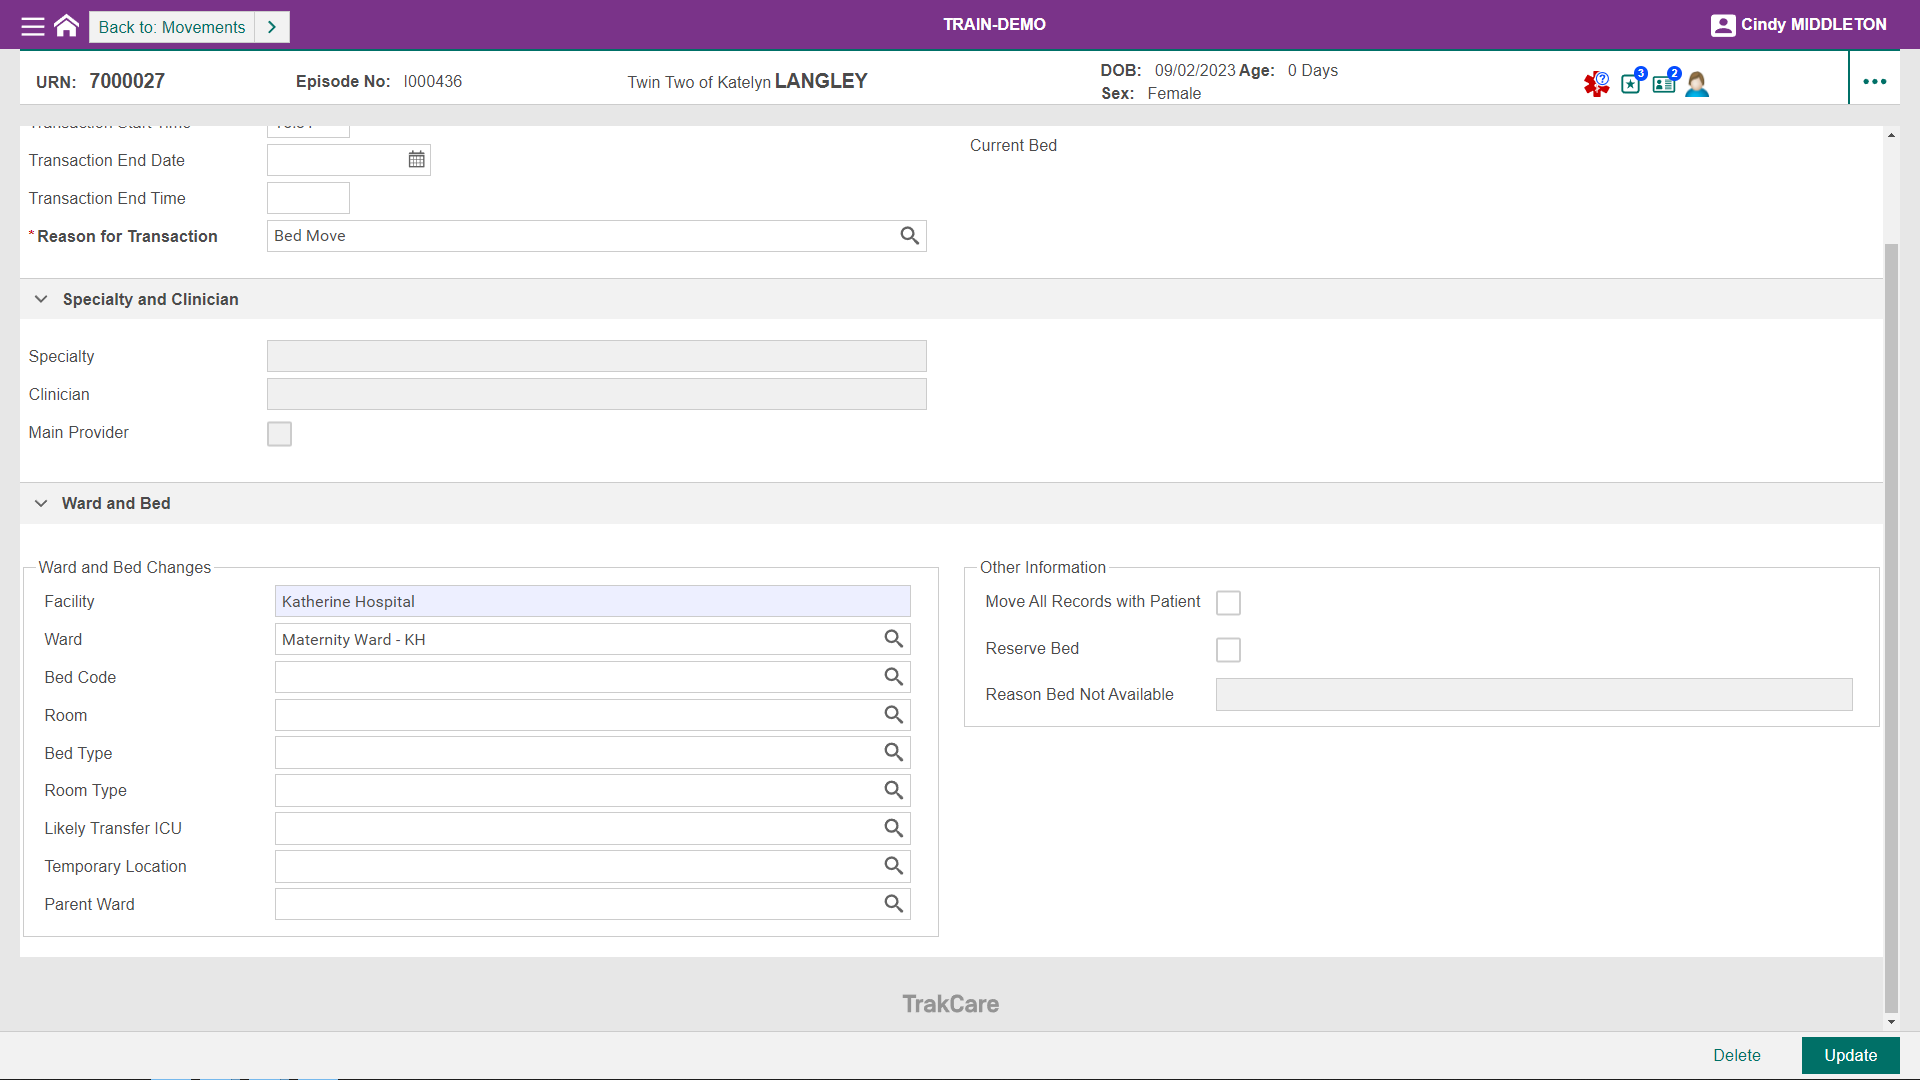 Back to: Movements
TRAIN-DEMO
Cindy MIDDLETON
URN: 7000027
Episode No: I000436
Twin Two of Katelyn LANGLEY
DOB: 09/02/2023 Age: 0 Days
Sex: Female
? 3 2
Transaction End Date
Current Bed
Transaction End Time
*Reason for Transaction Bed Move
Specialty and Clinician
Specialty
Clinician
Main Provider
Ward and Bed
Ward and Bed Changes
Facility Katherine Hospital
Ward Maternity Ward - KH
Bed Code
Room
Bed Type
Room Type
Likely Transfer ICU
Temporary Location
Parent Ward
Other Information
Move All Records with Patient
Reserve Bed
Reason Bed Not Available
TrakCare
Delete
Update